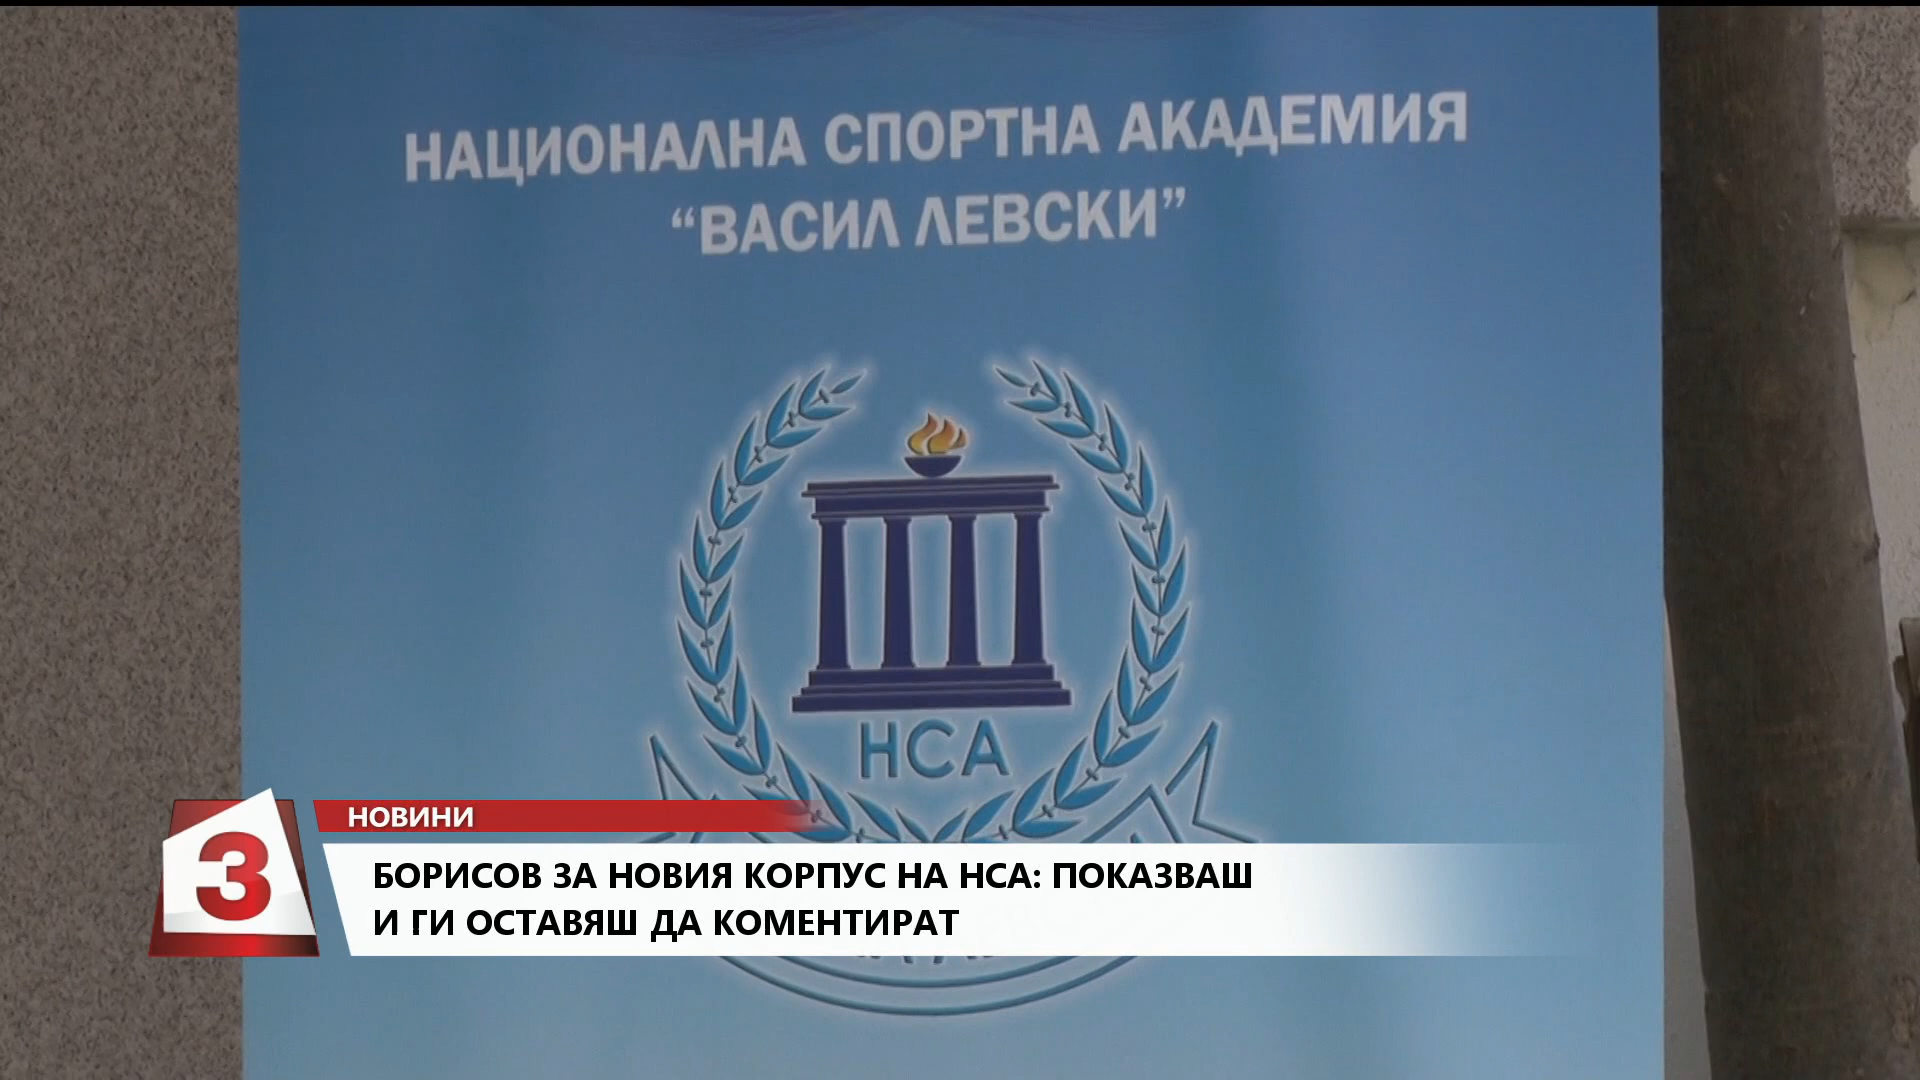 НАЦИОНАЛНА СПОРТНА АКАДЕМИЯ
“ВАСИЛ ЛЕВСКИ”
НСА
3
НОВИНИ
БОРИСОВ ЗА НОВИЯ КОРПУС НА НСА: ПОКАЗВАШ
И ГИ ОСТАВЯШ ДА КОМЕНТИРАТ